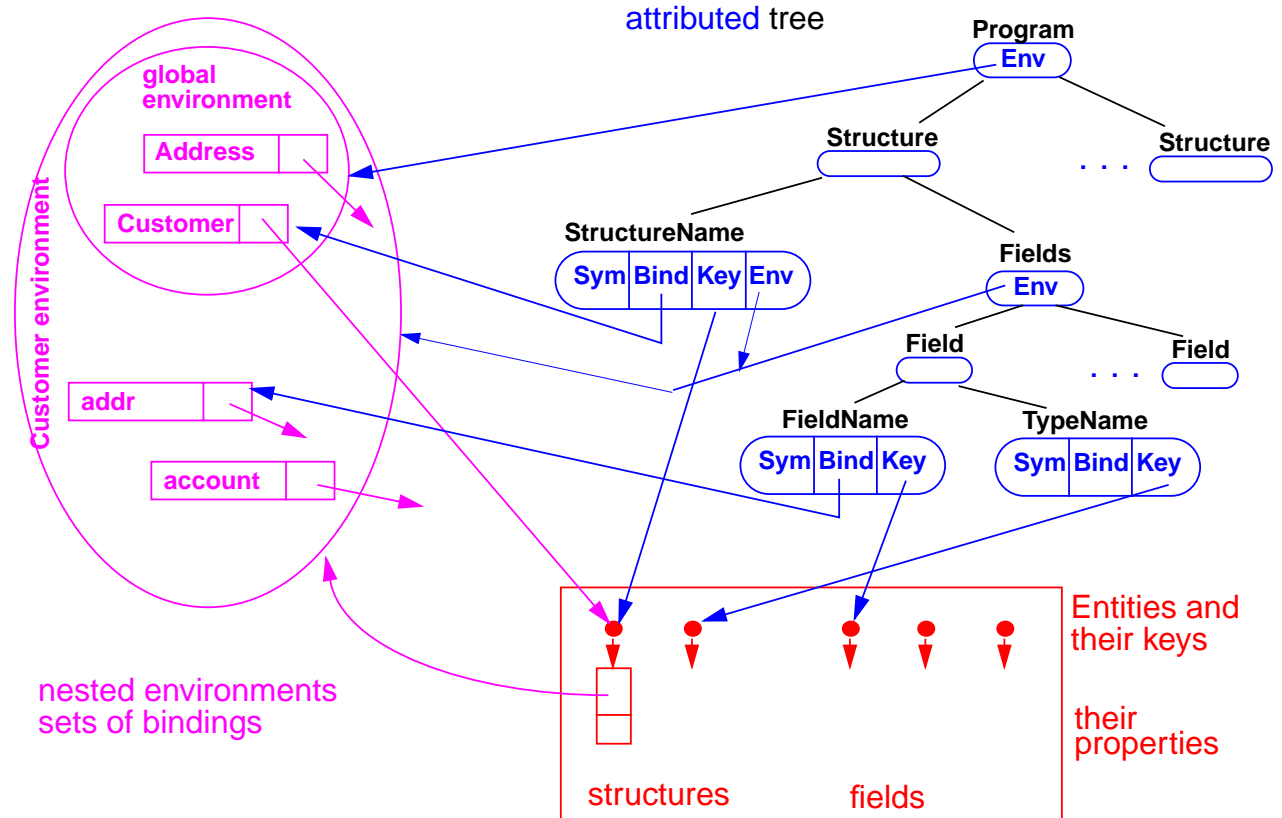 attributed tree
Program
Env
global
environment
Address
Customer
Customer environment
Structure
. . .
Structure
StructureName
Sym Bind Key Env
Fields
Env
Field
. . .
Field
addr
account
FieldName
Sym Bind Key
TypeName
Sym Bind Key
Entities and
their keys
nested environments
sets of bindings
their
properties
structures
fields